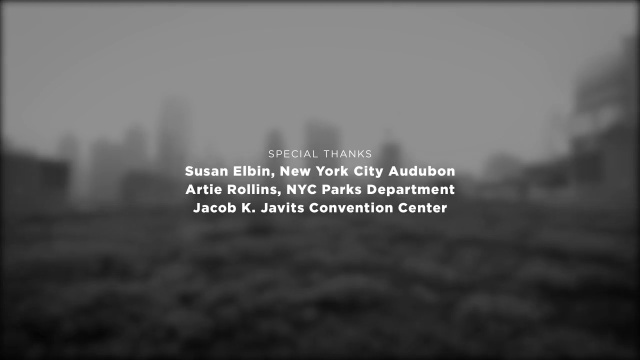 SPECIAL THANKS
Susan Elbin, New York City Audubon
Artie Rollins, NYC Parks Department
Jacob K. Javits Convention Center